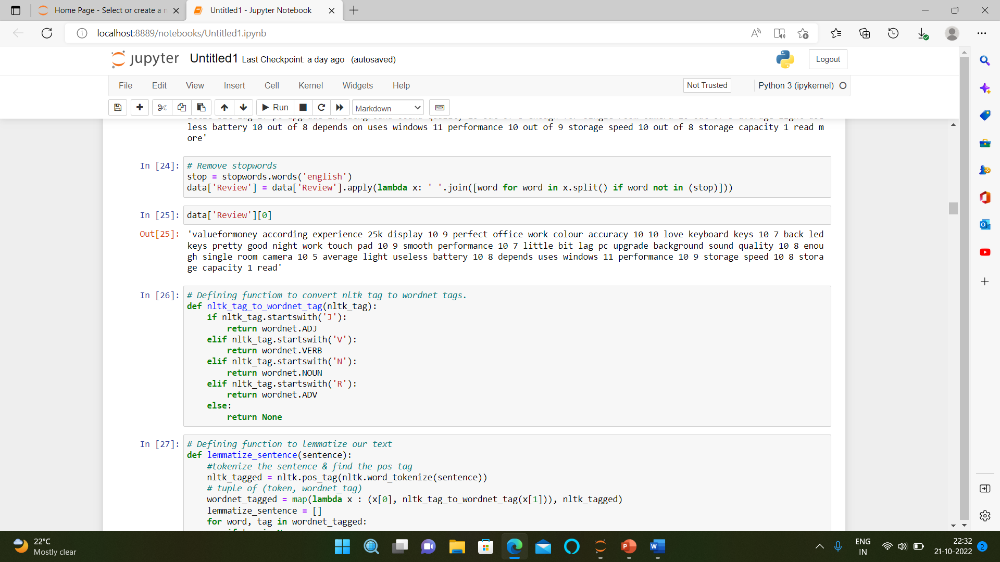 Home Page - Select or create a n
Untitled1 - Jupyter Notebook
localhost:8889/notebooks/Untitled1.ipynb
jupyter Untitled1 Last Checkpoint: a day ago (autosaved)
Logout
File Edit View Insert Cell Kernel Widgets Help
Not Trusted Python 3 (ipykernel)
Run Markdown
less battery 10 out of 8 depends on uses windows 11 performance 10 out of 9 storage speed 10 out of 8 storage capacity 1 read m
ore'
In [24]: # Remove stopwords
stop = stopwords.words('english')
data['Review'] = data['Review'].apply(lambda x: ' '.join([word for word in x.split() if word not in (stop)]))
In [25]: data['Review'][0]
Out[25]: 'valueformoney according experience 25k display 10 9 perfect office work colour accuracy 10 10 love keyboard keys 10 7 back led
keys pretty good night work touch pad 10 9 smooth performance 10 7 little bit lag pc upgrade background sound quality 10 8 enou
gh single room camera 10 5 average light useless battery 10 8 depends uses windows 11 performance 10 9 storage speed 10 8 stora
ge capacity 1 read'
In [26]: # Defining functiom to convert nltk tag to wordnet tags.
def nltk_tag_to_wordnet_tag(nltk_tag):
    if nltk_tag.startswith('J'):
        return wordnet.ADJ
    elif nltk_tag.startswith('V'):
        return wordnet.VERB
    elif nltk_tag.startswith('N'):
        return wordnet.NOUN
    elif nltk_tag.startswith('R'):
        return wordnet.ADV
    else:
        return None
In [27]: # Defining function to lemmatize our text
def lemmatize_sentence(sentence):
    #tokenize the sentence & find the pos tag
    nltk_tagged = nltk.pos_tag(nltk.word_tokenize(sentence))
    # tuple of (token, wordnet_tag)
    wordnet_tagged = map(lambda x : (x[0], nltk_tag_to_wordnet_tag(x[1])), nltk_tagged)
    lemmatize_sentence = []
    for word, tag in wordnet_tagged:
22°C
Mostly clear
ENG
IN
22:32
21-10-2022
2